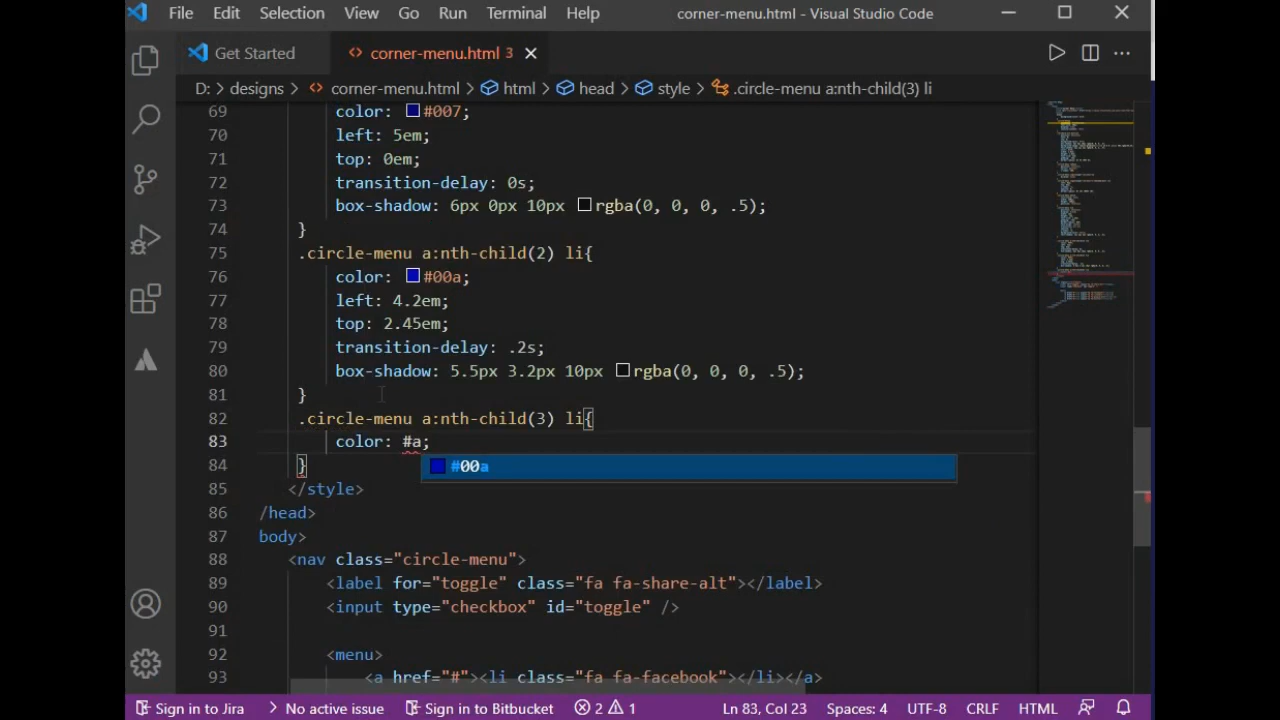 File Edit Selection View Go Run Terminal Help corner-menu.html - Visual Studio Code
Get Started corner-menu.html 3
D: > designs > corner-menu.html > html > head > style > .circle-menu a:nth-child(3) li
69 color: #007;
70 left: 5em;
71 top: 0em;
72 transition-delay: 0s;
73 box-shadow: 6px 0px 10px rgba(0, 0, 0, .5);
74 }
75 .circle-menu a:nth-child(2) li{
76 color: #00a;
77 left: 4.2em;
78 top: 2.45em;
79 transition-delay: .2s;
80 box-shadow: 5.5px 3.2px 10px rgba(0, 0, 0, .5);
81 }
82 .circle-menu a:nth-child(3) li{
83 color: #a;
84 }
#00a
85 </style>
86 /head>
87 body>
88 <nav class="circle-menu">
89 <label for="toggle" class="fa fa-share-alt"></label>
90 <input type="checkbox" id="toggle" />
91
92 <menu>
93 <a href="#"><li class="fa fa-facebook"></li></a>
Sign in to Jira No active issue Sign in to Bitbucket 2 1 Ln 83, Col 23 Spaces: 4 UTF-8 CRLF HTML